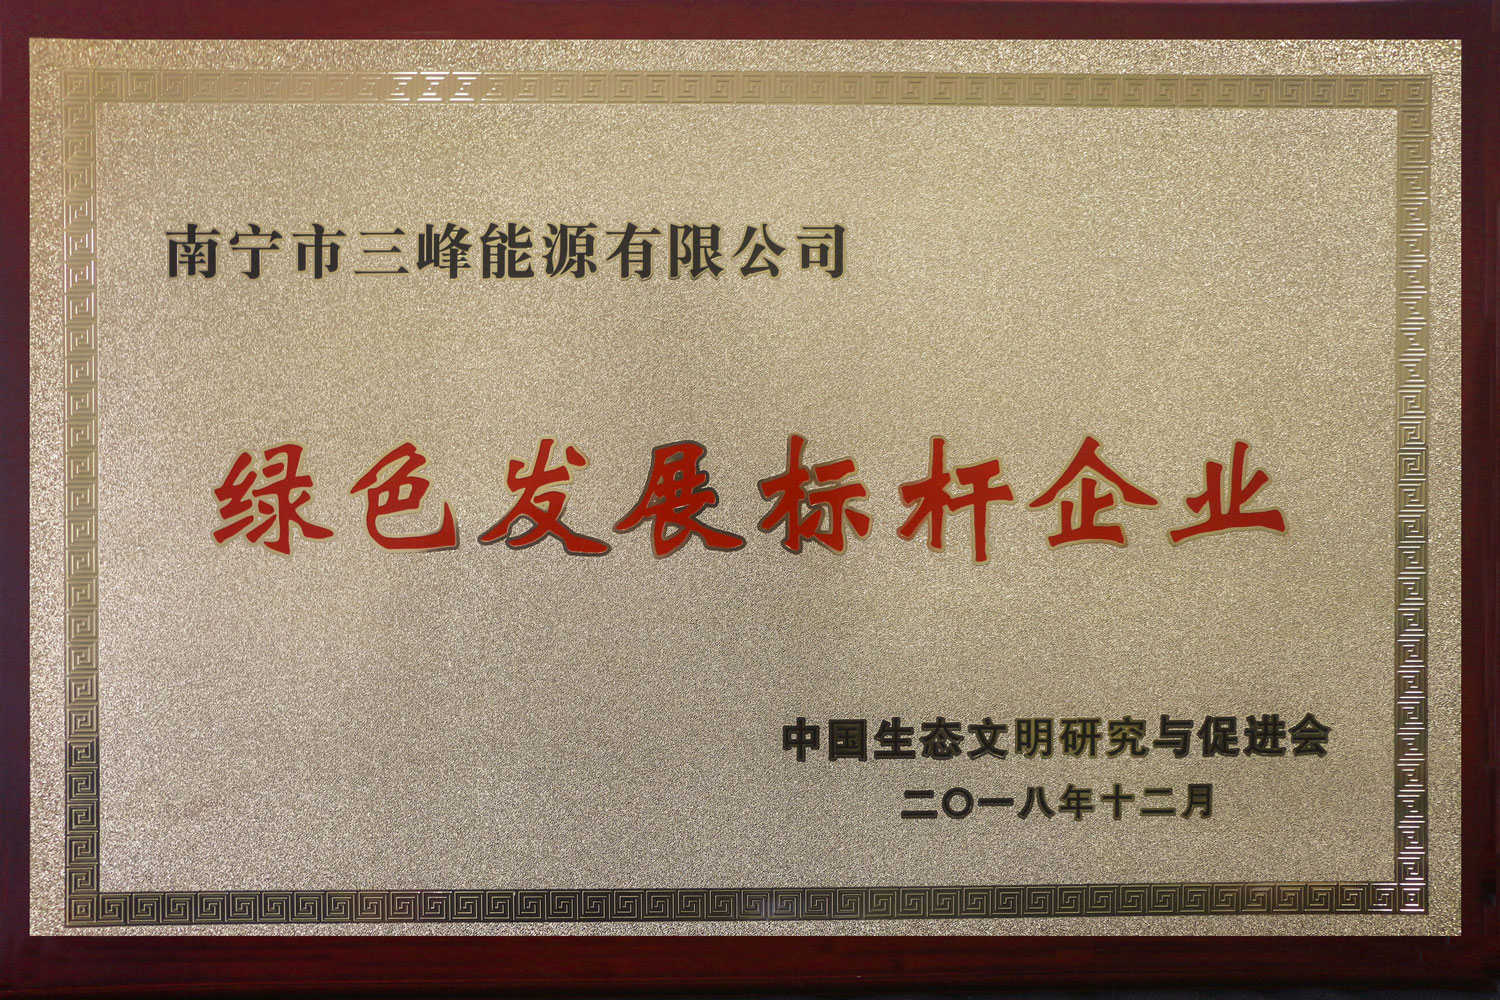 南宁市三峰能源有限公司
绿色发展标杆企业
中国生态文明研究与促进会
二〇一八年十二月